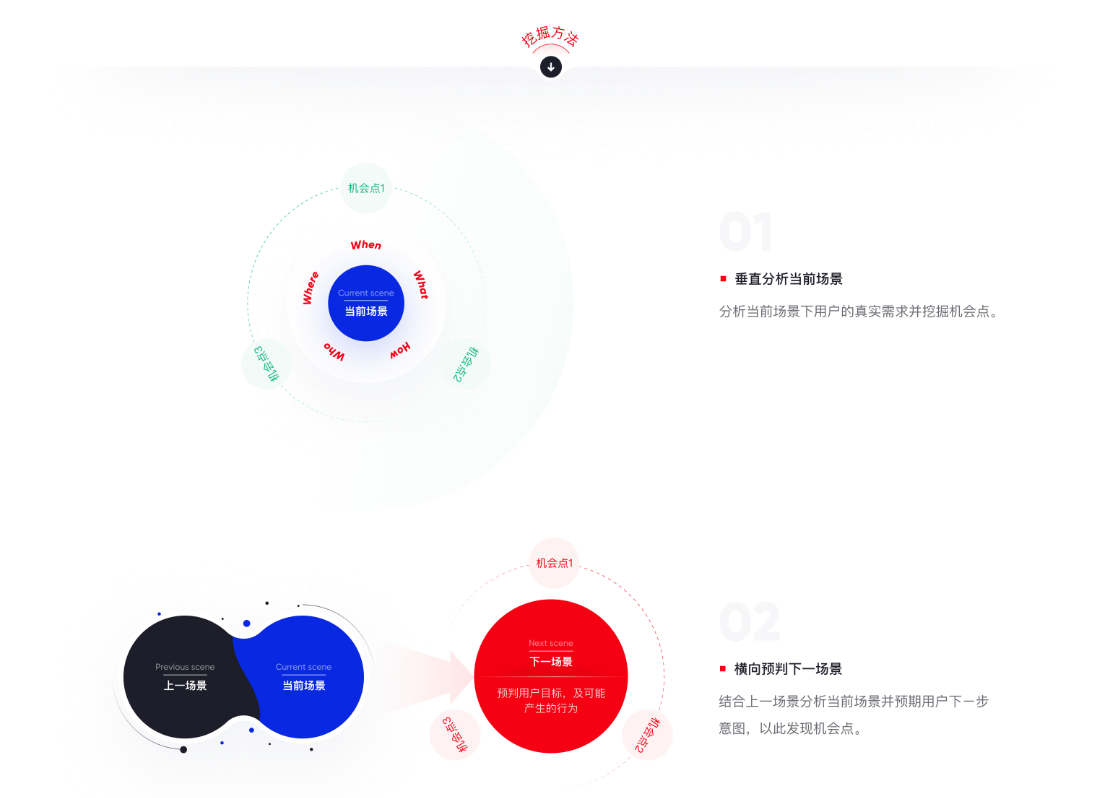 挖掘方法
机会点1
When
Where
What
Current scene
当前场景
Who
How
机会点3
机会点2
01
垂直分析当前场景
分析当前场景下用户的真实需求并挖掘机会点。
机会点1
Previous scene
上一场景
Current scene
当前场景
Next scene
下一场景
预判用户目标，及可能
产生的行为
机会点3
机会点2
02
横向预判下一场景
结合上一场景分析当前场景并预期用户下一步
意图，以此发现机会点。